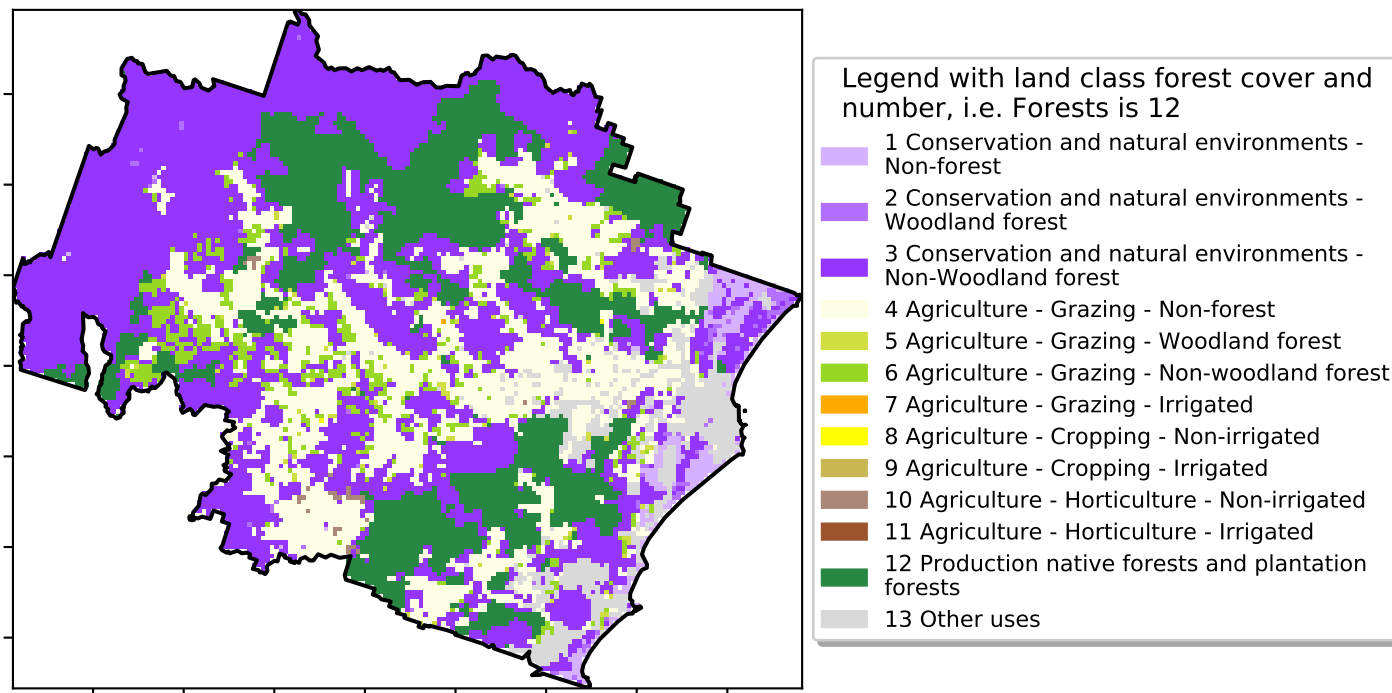 Legend with land class forest cover and
number, i.e. Forests is 12
1 Conservation and natural environments -
Non-forest
2 Conservation and natural environments -
Woodland forest
3 Conservation and natural environments -
Non-Woodland forest
4 Agriculture - Grazing - Non-forest
5 Agriculture - Grazing - Woodland forest
6 Agriculture - Grazing - Non-woodland forest
7 Agriculture - Grazing - Irrigated
8 Agriculture - Cropping - Non-irrigated
9 Agriculture - Cropping - Irrigated
10 Agriculture - Horticulture - Non-irrigated
11 Agriculture - Horticulture - Irrigated
12 Production native forests and plantation
forests
13 Other uses